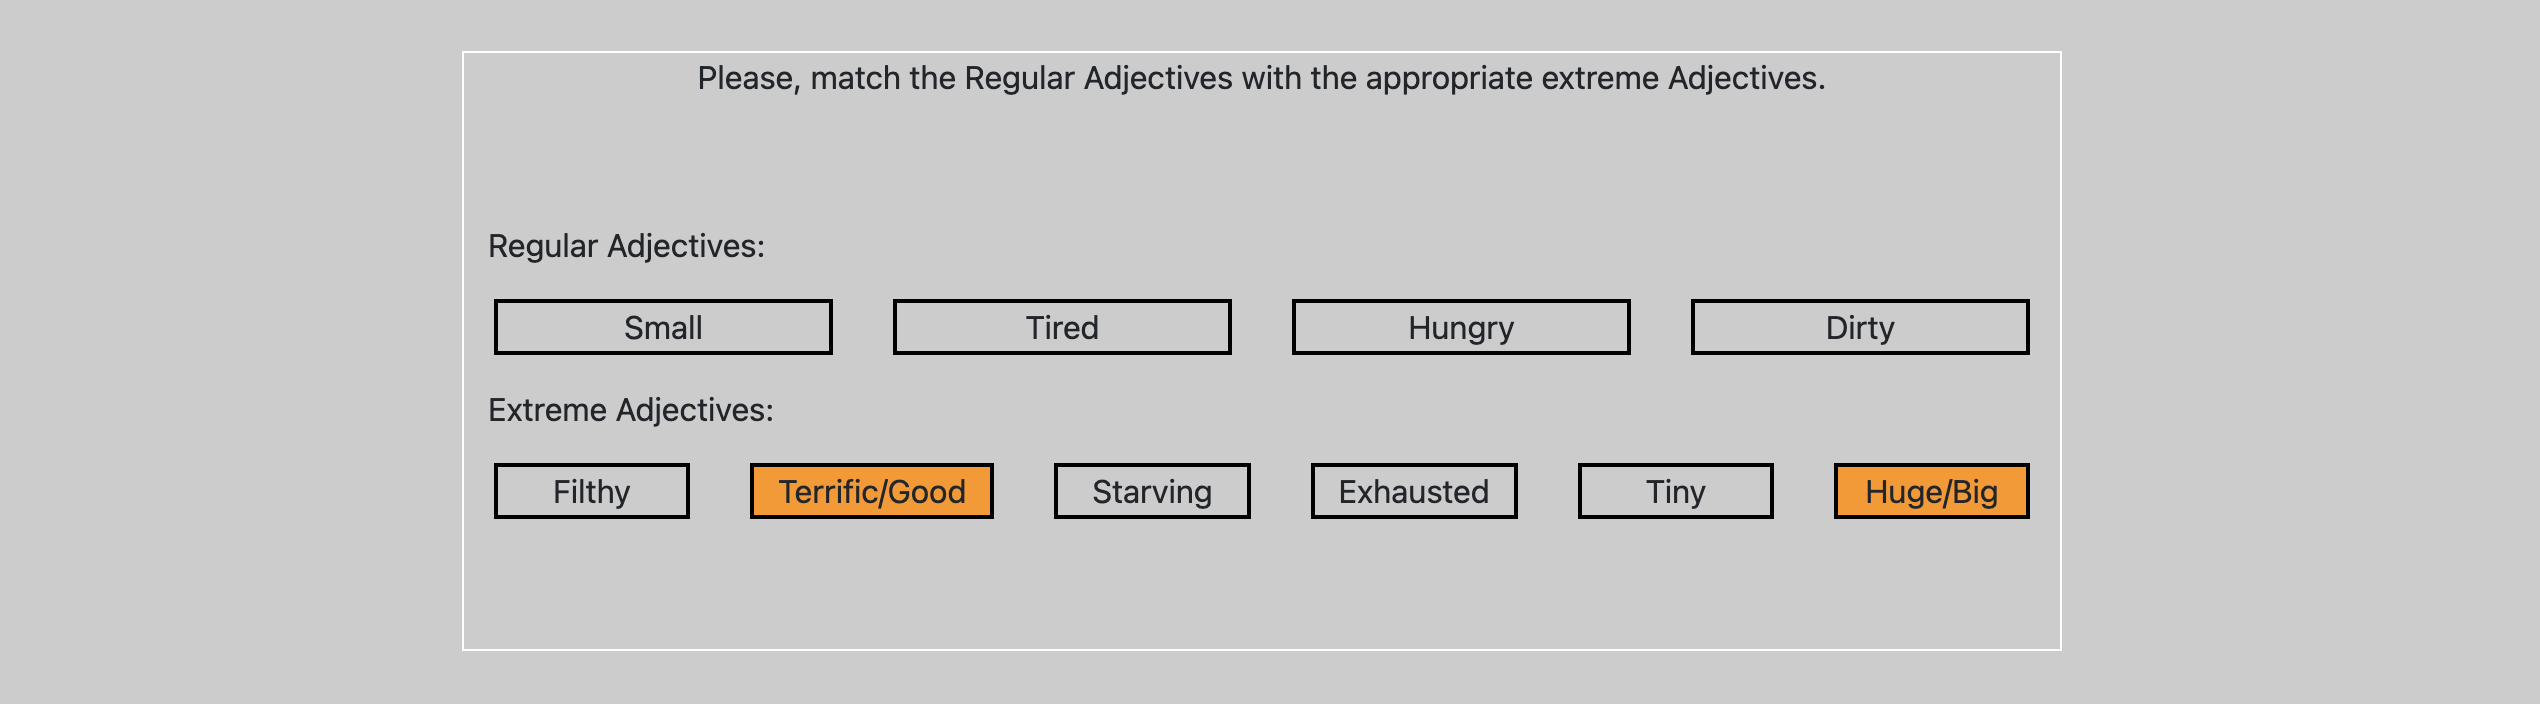 Please, match the Regular Adjectives with the appropriate extreme Adjectives.
Regular Adjectives:
Small Tired Hungry Dirty
Extreme Adjectives:
Filthy Terrific/Good Starving Exhausted Tiny Huge/Big